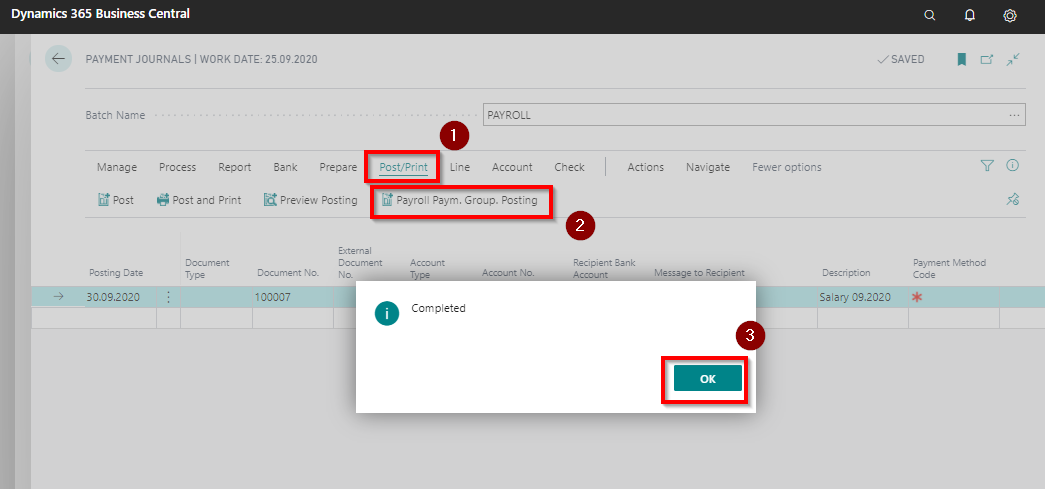 Dynamics 365 Business Central
PAYMENT JOURNALS | WORK DATE: 25.09.2020
SAVED
Batch Name
PAYROLL
...
1
Manage Process Report Bank Prepare Post/Print Line Account Check Actions Navigate Fewer options
Post Post and Print Preview Posting Payroll Paym. Group. Posting
2
Posting Date
Document Type
Document No.
External Document No.
Account Type
Account No.
Recipient Bank Account
Message to Recipient
Description
Payment Method Code
30.09.2020 100007 Salary 09.2020 *
i
Completed
3
OK